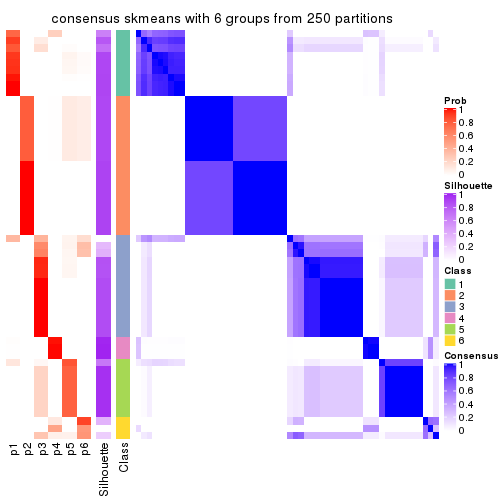 consensus skmeans with 6 groups from 250 partitions
Prob
1
0.8
0.6
0.4
0.2
0
Silhouette
1
0.8
0.6
0.4
0.2
0
Class
1
2
3
4
5
6
Consensus
1
0.8
0.6
0.4
0.2
0
p1
p2
p3
p4
p5
p6
Silhouette
Class